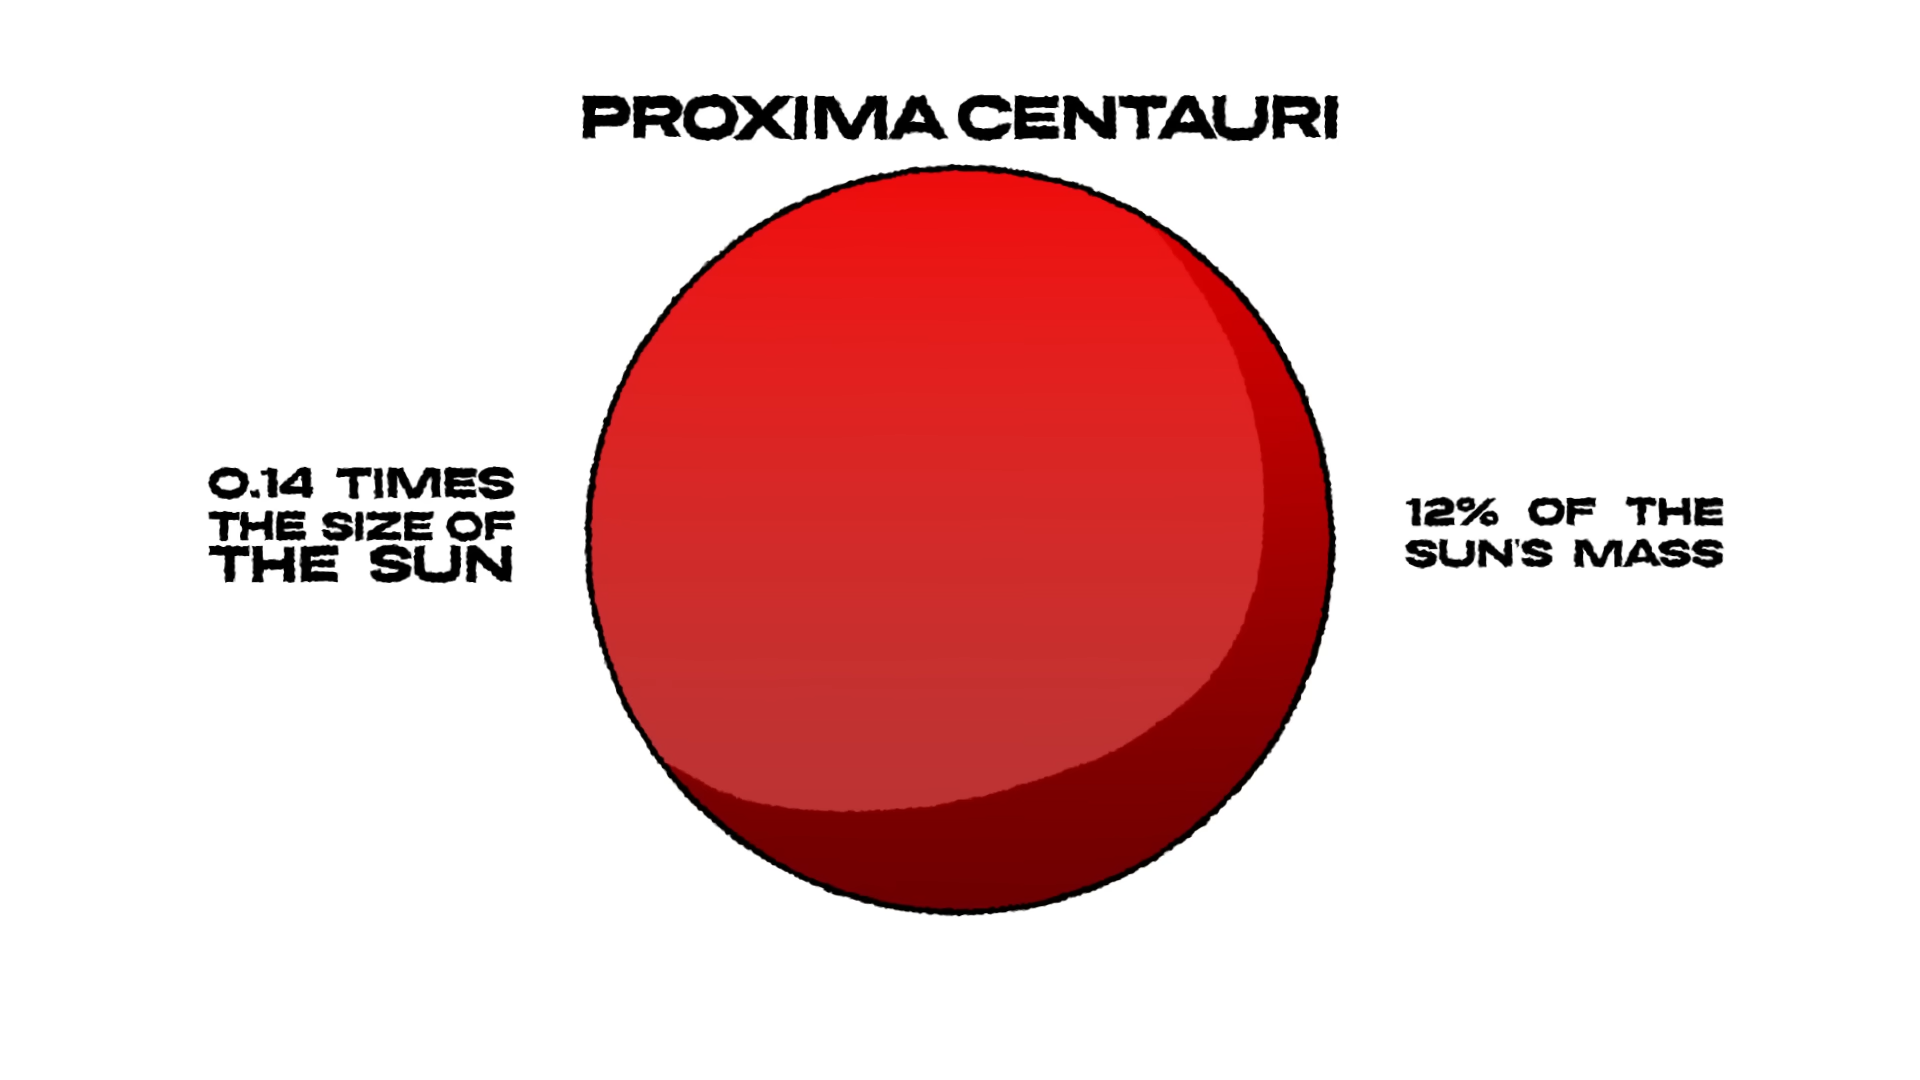 PROXIMA CENTAURI
0.14 TIMES
THE SIZE OF
THE SUN
12% OF THE
SUN'S MASS